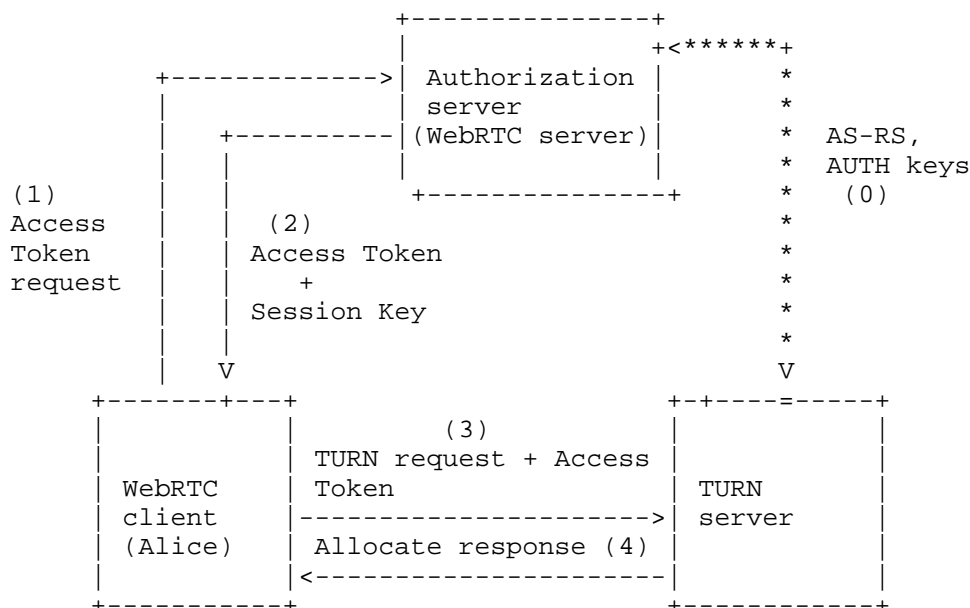 Authorization
server
(WebRTC server)
AS-RS,
AUTH keys
(0)
(1)
Access
Token
request
(2)
Access Token
+
Session Key
V
V
(3)
TURN request + Access
Token
WebRTC
client
(Alice)
TURN
server
Allocate response (4)